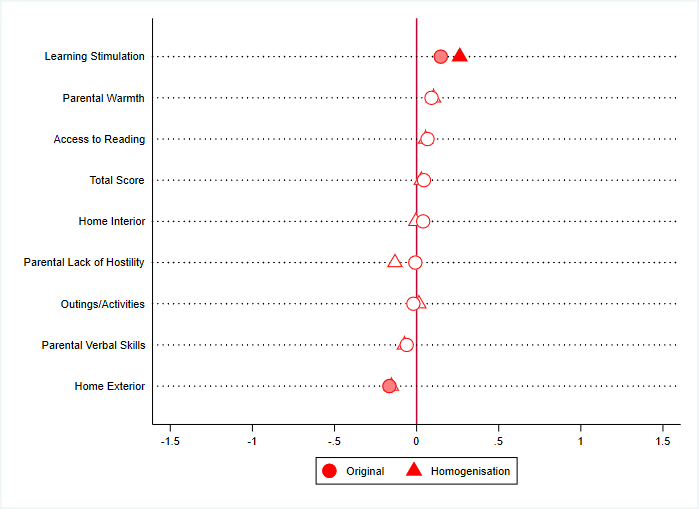 Learning Stimulation
Parental Warmth
Access to Reading
Total Score
Home Interior
Parental Lack of Hostility
Outings/Activities
Parental Verbal Skills
Home Exterior
-1.5 -1 -.5 0 .5 1 1.5
Original Homogenisation